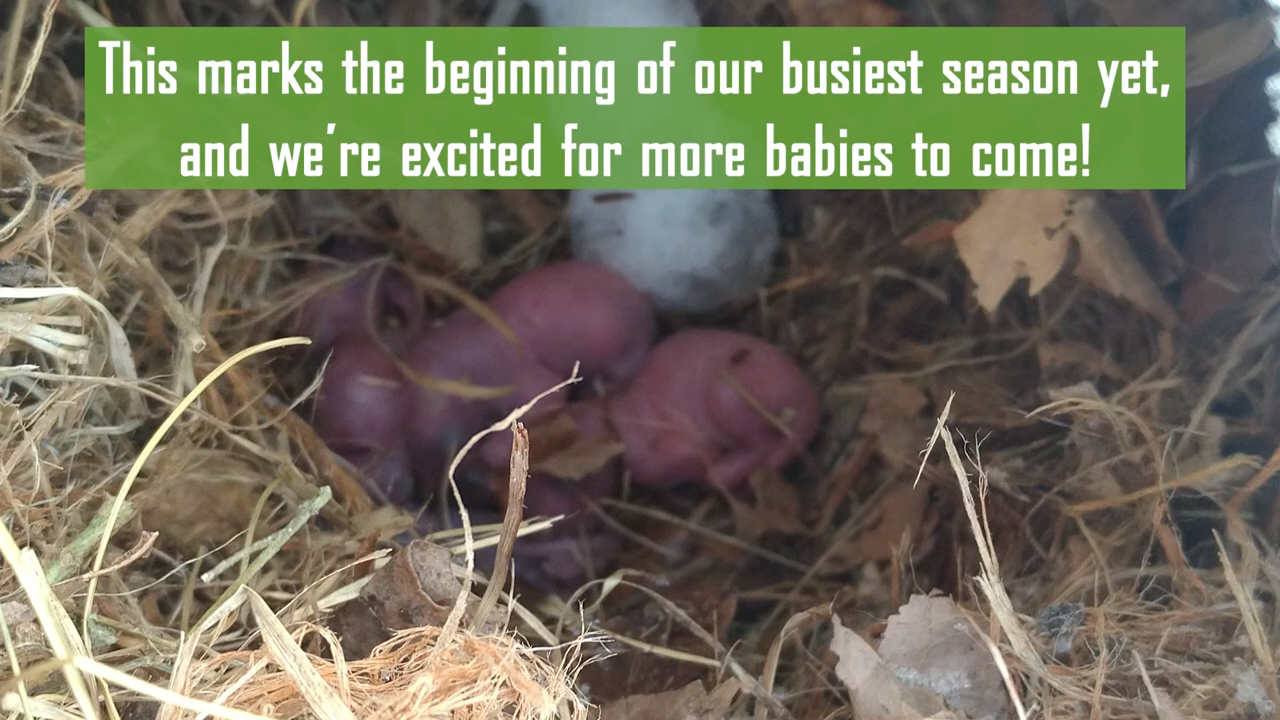 This marks the beginning of our busiest season yet,
and we're excited for more babies to come!